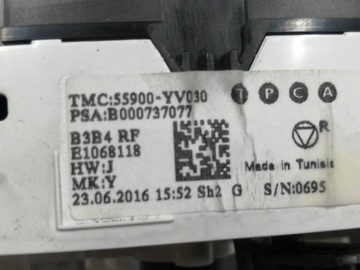 TMC:55900-YV030 T P C A
PSA:B000737077
B3B4 RF R
E1068118
HW:J Made in Tunisia
MK:Y
23.06.2016 15:52 Sh2 G S/N:0695